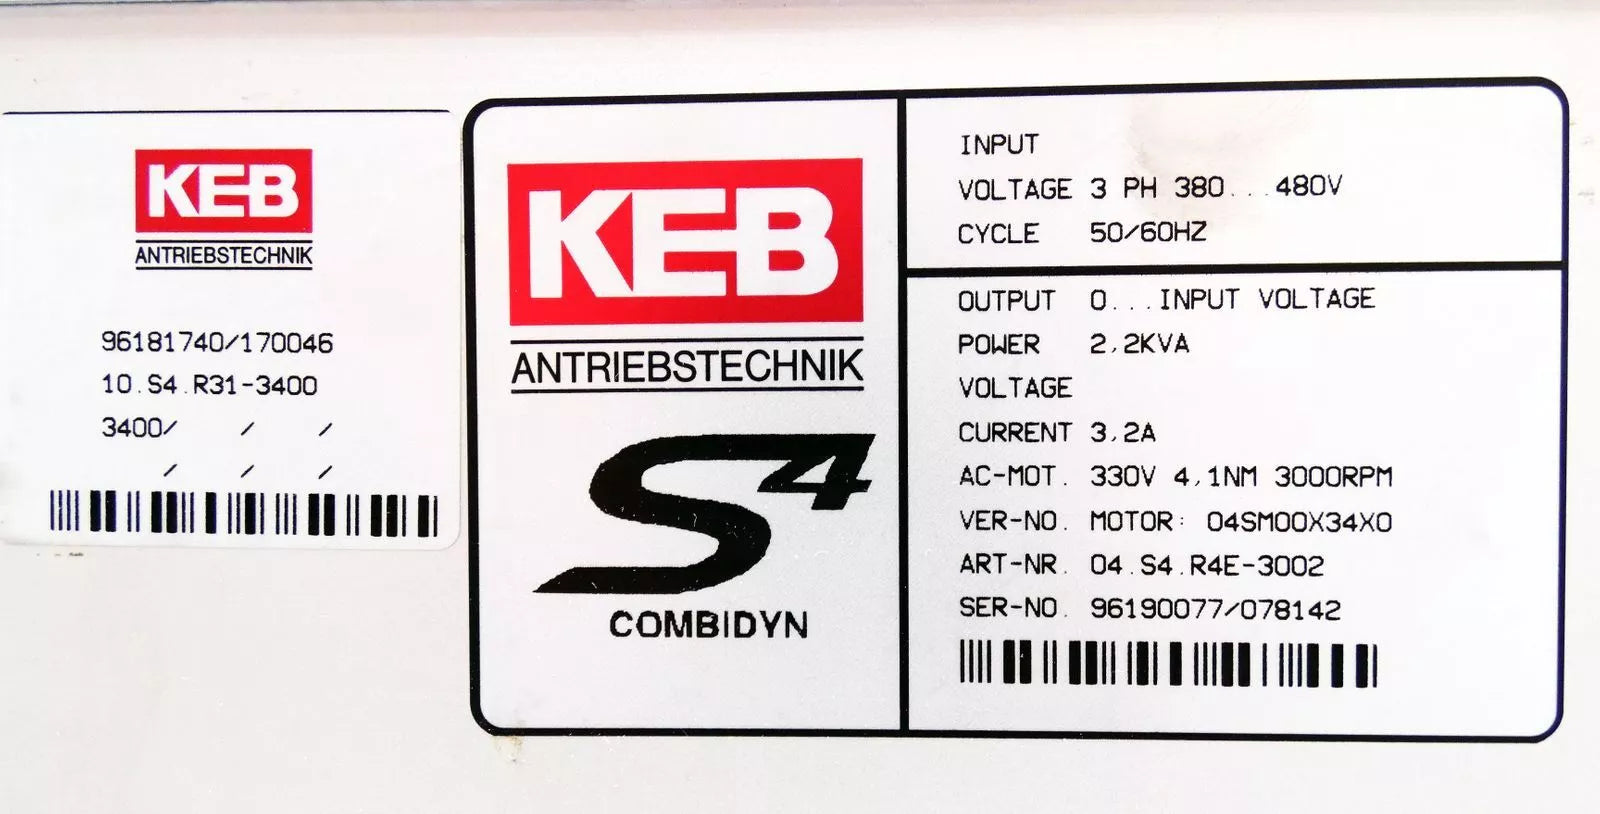 KEB
ANTRIEBSTECHNIK
96181740/170046
10.S4.R31-3400
3400/ / /
/ / /
KEB
ANTRIEBSTECHNIK
S4
COMBIDYN
INPUT
VOLTAGE 3 PH 380...480V
CYCLE 50/60HZ
OUTPUT 0...INPUT VOLTAGE
POWER 2,2KVA
VOLTAGE
CURRENT 3,2A
AC-MOT. 330V 4,1NM 3000RPM
VER-NO. MOTOR: 04SM00X34X0
ART-NR. 04.S4.R4E-3002
SER-NO. 96190077/078142